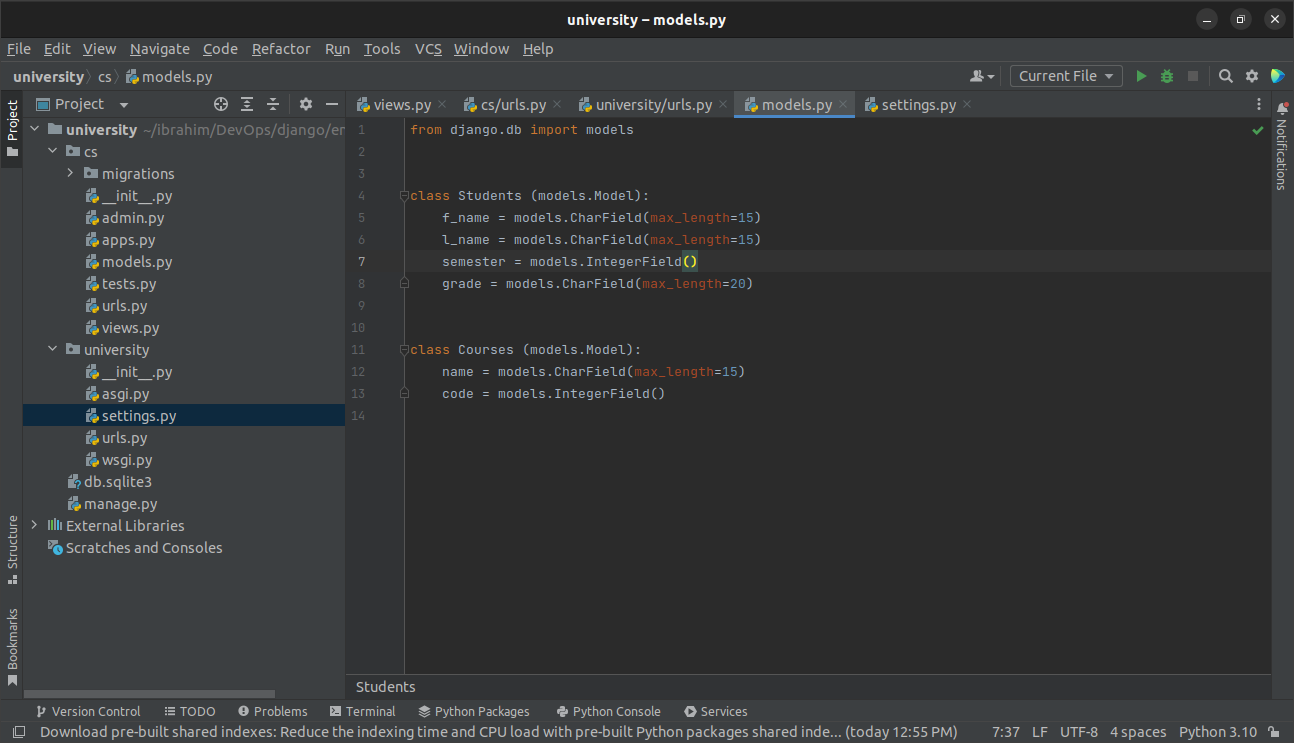 university – models.py
File Edit View Navigate Code Refactor Run Tools VCS Window Help
university cs models.py Current File
Project
Project
views.py cs/urls.py university/urls.py models.py settings.py
university ~/ibrahim/DevOps/django/en
cs
migrations
__init__.py
admin.py
apps.py
models.py
tests.py
urls.py
views.py
university
__init__.py
asgi.py
settings.py
urls.py
wsgi.py
db.sqlite3
manage.py
External Libraries
Scratches and Consoles
Structure
Bookmarks
1 from django.db import models
2
3
4 class Students (models.Model):
5 f_name = models.CharField(max_length=15)
6 l_name = models.CharField(max_length=15)
7 semester = models.IntegerField()
8 grade = models.CharField(max_length=20)
9
10
11 class Courses (models.Model):
12 name = models.CharField(max_length=15)
13 code = models.IntegerField()
14
Notifications
Students
Version Control TODO Problems Terminal Python Packages Python Console Services
Download pre-built shared indexes: Reduce the indexing time and CPU load with pre-built Python packages shared inde... (today 12:55 PM) 7:37 LF UTF-8 4 spaces Python 3.10